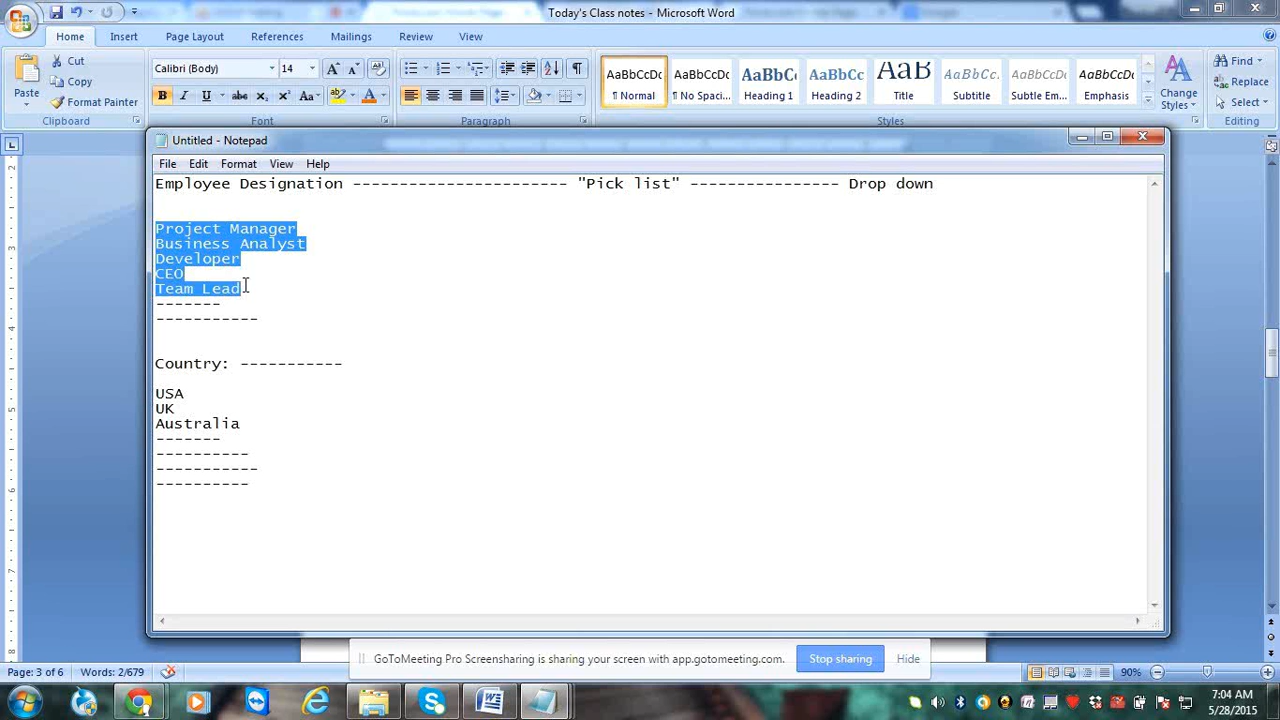 Today's Class notes - Microsoft Word
Home Insert Page Layout References Mailings Review View
Paste
Cut
Copy
Format Painter
Clipboard
Calibri (Body) 14
B I U abc x₂ x² Aa A
Font
Paragraph
AaBbCcDc AaBbCcDc AaBbCc AaBbCc AaB AaBbCc. AaBbCcDc AaBbCcDc
¶ Normal ¶ No Spaci... Heading 1 Heading 2 Title Subtitle Subtle Em... Emphasis
Change
Styles
Styles
Find
Replace
Select
Editing
Untitled - Notepad
File Edit Format View Help
Employee Designation ----------------------- "Pick list" ---------------- Drop down
Project Manager
Business Analyst
Developer
CEO
Team Lead
-------
-----------
Country: -----------
USA
UK
Australia
-------
----------
-----------
----------
GoToMeeting Pro Screensharing is sharing your screen with app.gomeeting.com. Stop sharing Hide
Page: 3 of 6 Words: 2/679 90%
7:04 AM
5/28/2015